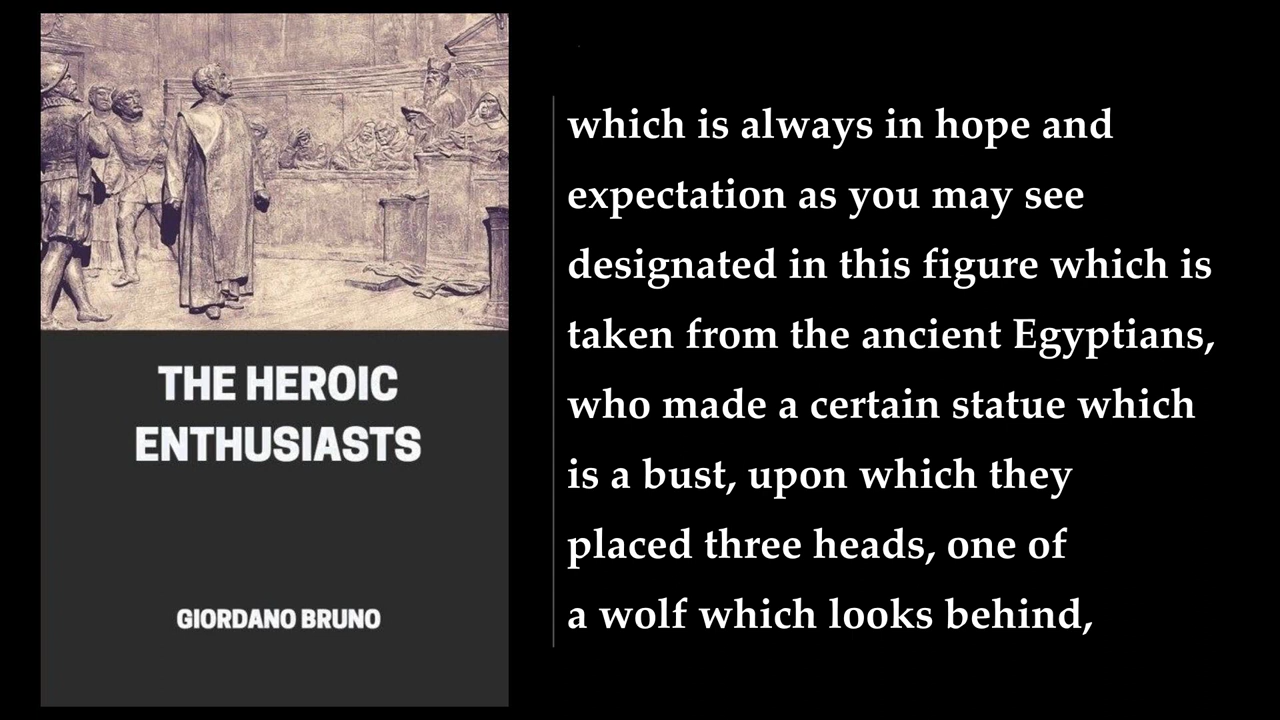 THE HEROIC
ENTHUSIASTS
GIORDANO BRUNO
which is always in hope and
expectation as you may see
designated in this figure which is
taken from the ancient Egyptians,
who made a certain statue which
is a bust, upon which they
placed three heads, one of
a wolf which looks behind,